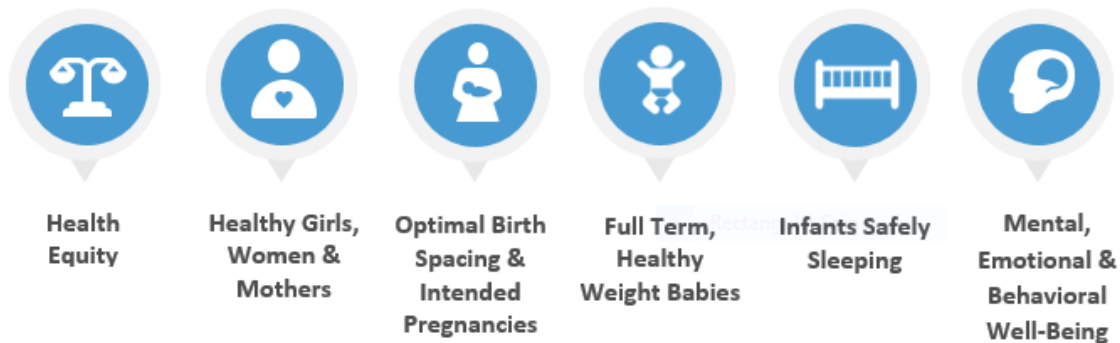 Health
Equity
Healthy Girls,
Women &
Mothers
Optimal Birth
Spacing &
Intended
Pregnancies
Full Term,
Healthy
Weight Babies
Infants Safely
Sleeping
Mental,
Emotional &
Behavioral
Well-Being